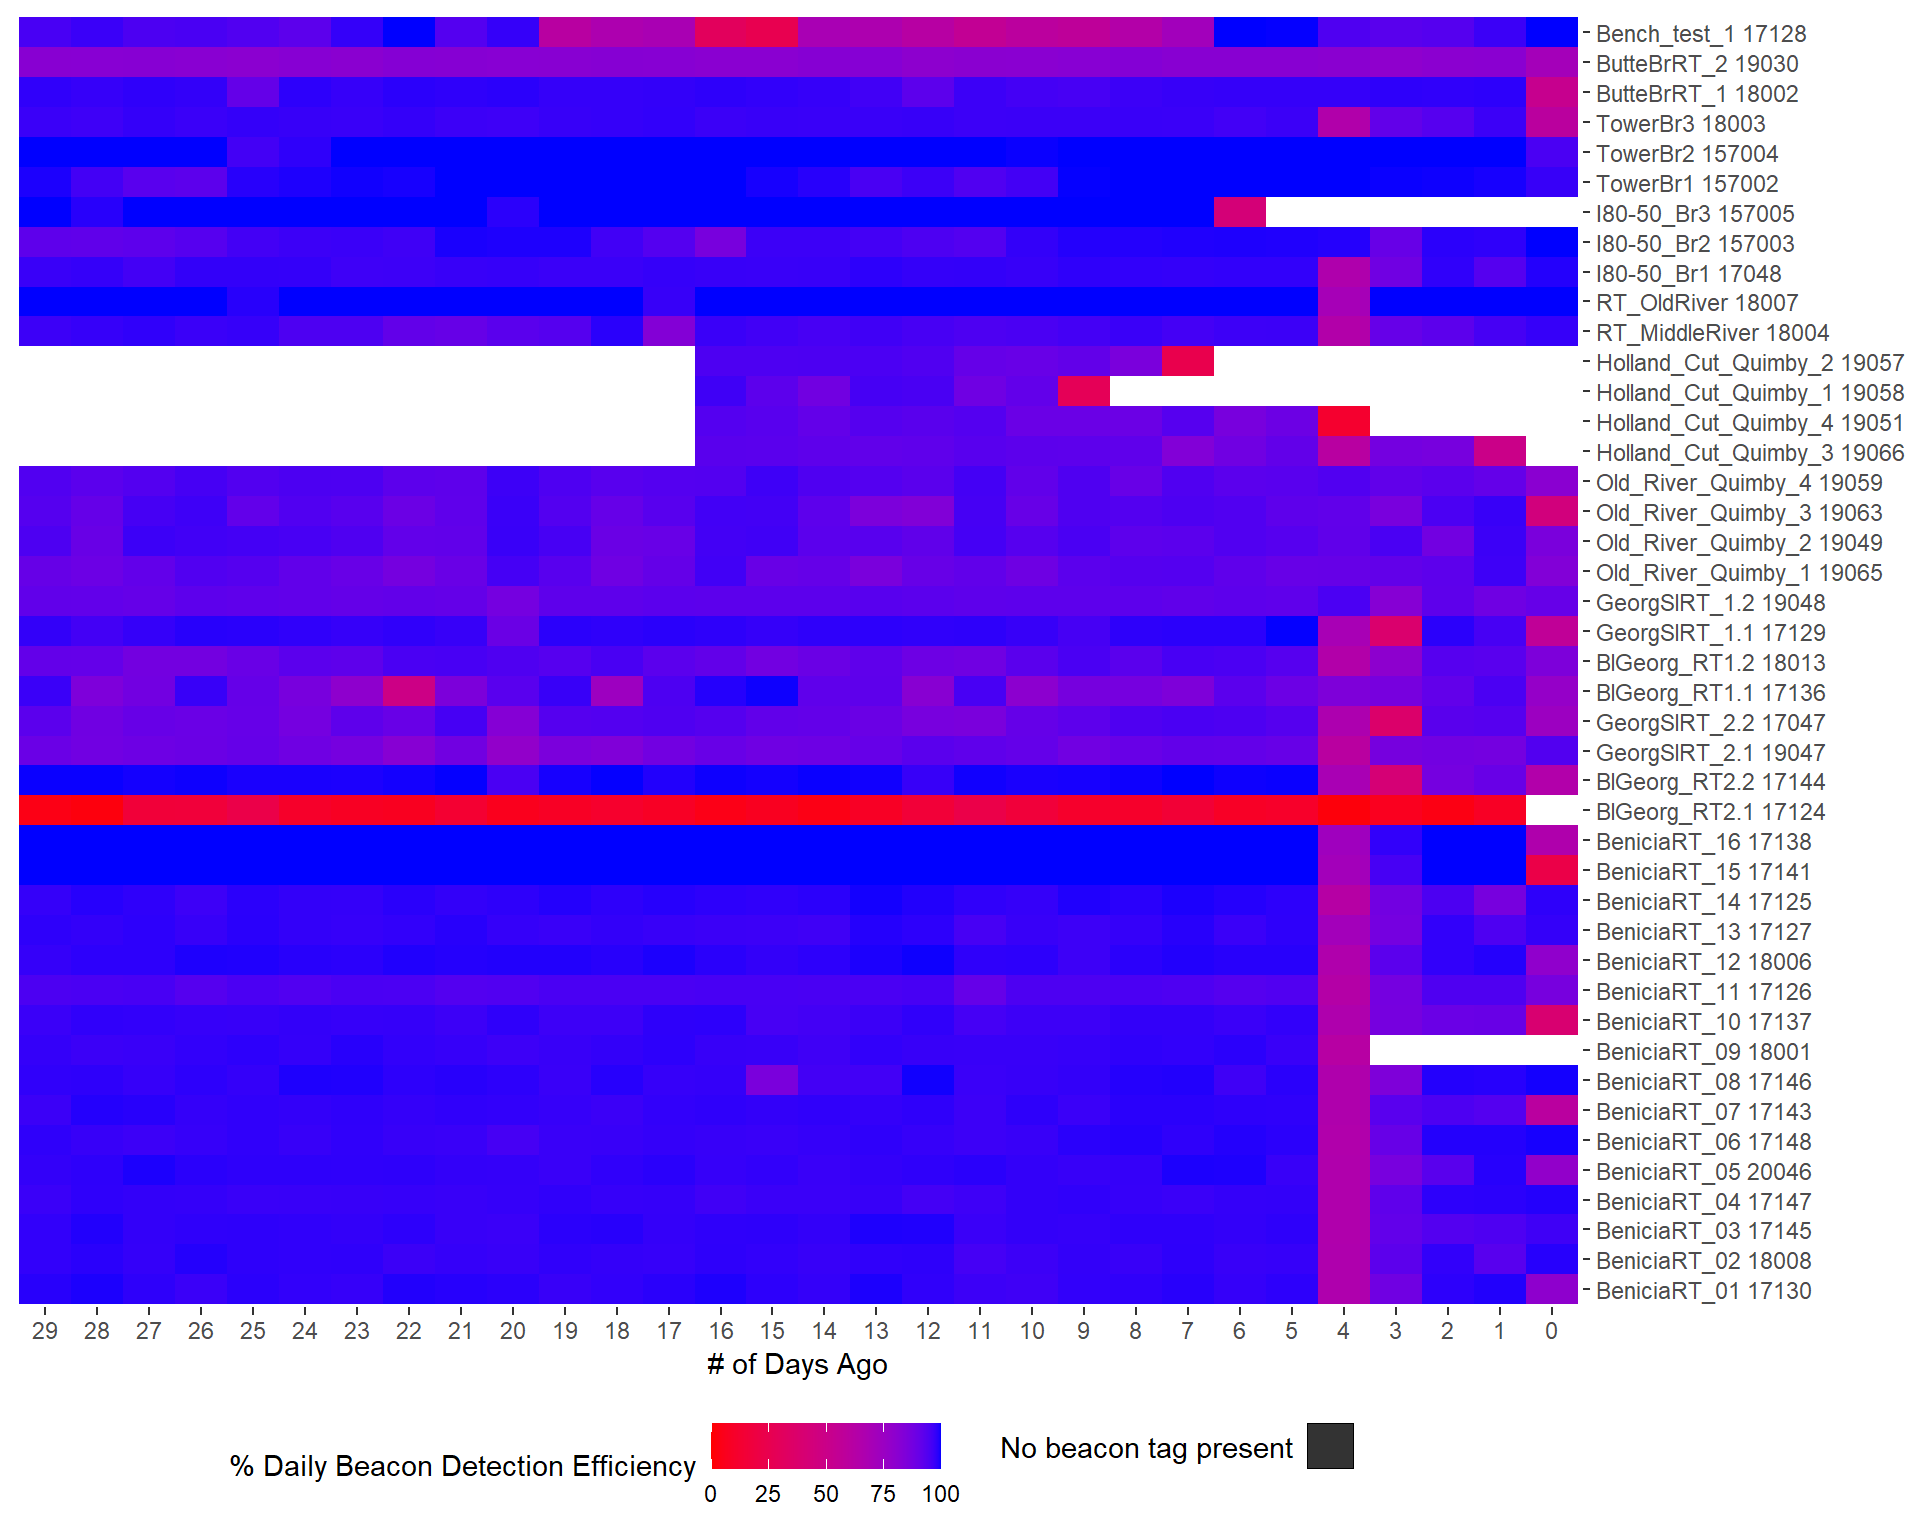 Bench_test_1 17128
ButteBrRT_2 19030
ButteBrRT_1 18002
TowerBr3 18003
TowerBr2 157004
TowerBr1 157002
I80-50_Br3 157005
I80-50_Br2 157003
I80-50_Br1 17048
RT_OldRiver 18007
RT_MiddleRiver 18004
Holland_Cut_Quimby_2 19057
Holland_Cut_Quimby_1 19058
Holland_Cut_Quimby_4 19051
Holland_Cut_Quimby_3 19066
Old_River_Quimby_4 19059
Old_River_Quimby_3 19063
Old_River_Quimby_2 19049
Old_River_Quimby_1 19065
GeorgSlRT_1.2 19048
GeorgSlRT_1.1 17129
BlGeorg_RT1.2 18013
BlGeorg_RT1.1 17136
GeorgSlRT_2.2 17047
GeorgSlRT_2.1 19047
BlGeorg_RT2.2 17144
BlGeorg_RT2.1 17124
BeniciaRT_16 17138
BeniciaRT_15 17141
BeniciaRT_14 17125
BeniciaRT_13 17127
BeniciaRT_12 18006
BeniciaRT_11 17126
BeniciaRT_10 17137
BeniciaRT_09 18001
BeniciaRT_08 17146
BeniciaRT_07 17143
BeniciaRT_06 17148
BeniciaRT_05 20046
BeniciaRT_04 17147
BeniciaRT_03 17145
BeniciaRT_02 18008
BeniciaRT_01 17130
29 28 27 26 25 24 23 22 21 20 19 18 17 16 15 14 13 12 11 10 9 8 7 6 5 4 3 2 1 0
# of Days Ago
% Daily Beacon Detection Efficiency
0 25 50 75 100
No beacon tag present